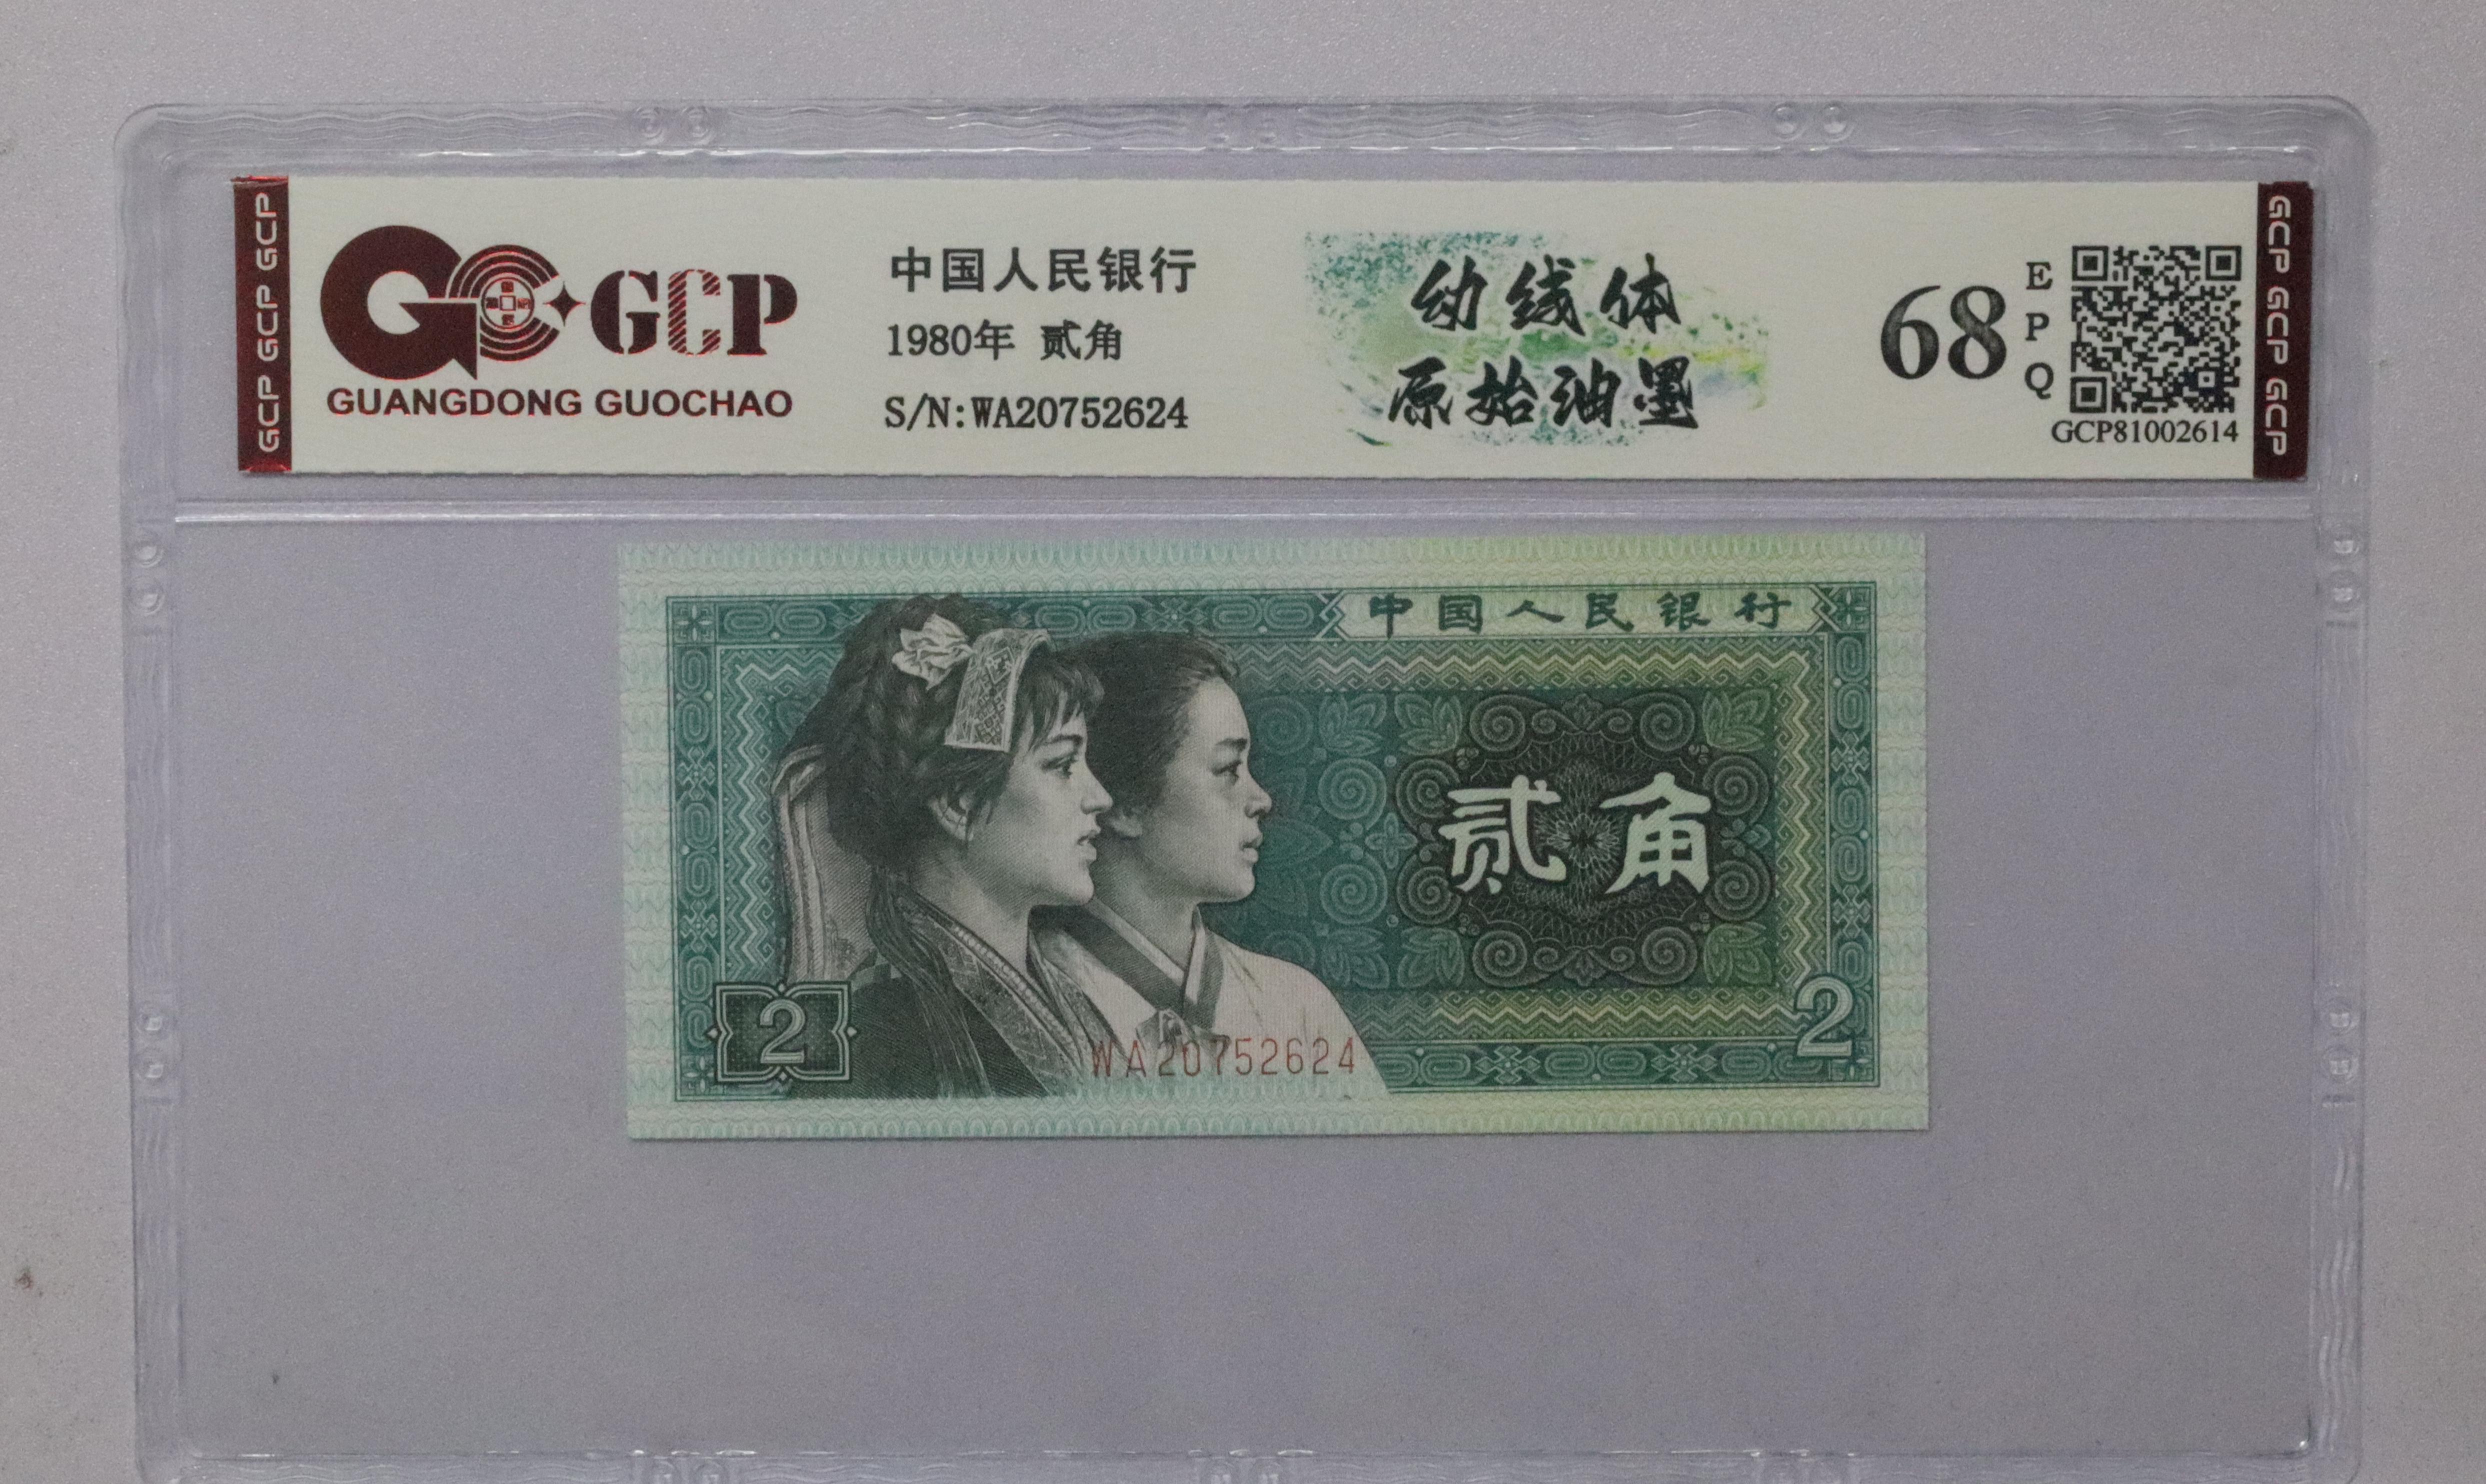 GCP GCP GCP
GCP
GUANGDONG GUOCHAO
中国人民银行
1980年 贰角
S/N:WA20752624
幼线体
原始油墨
68
EPQ
GCP81002614
GCP GCP GCP
中国人民银行
贰角
2
2
WA20752624